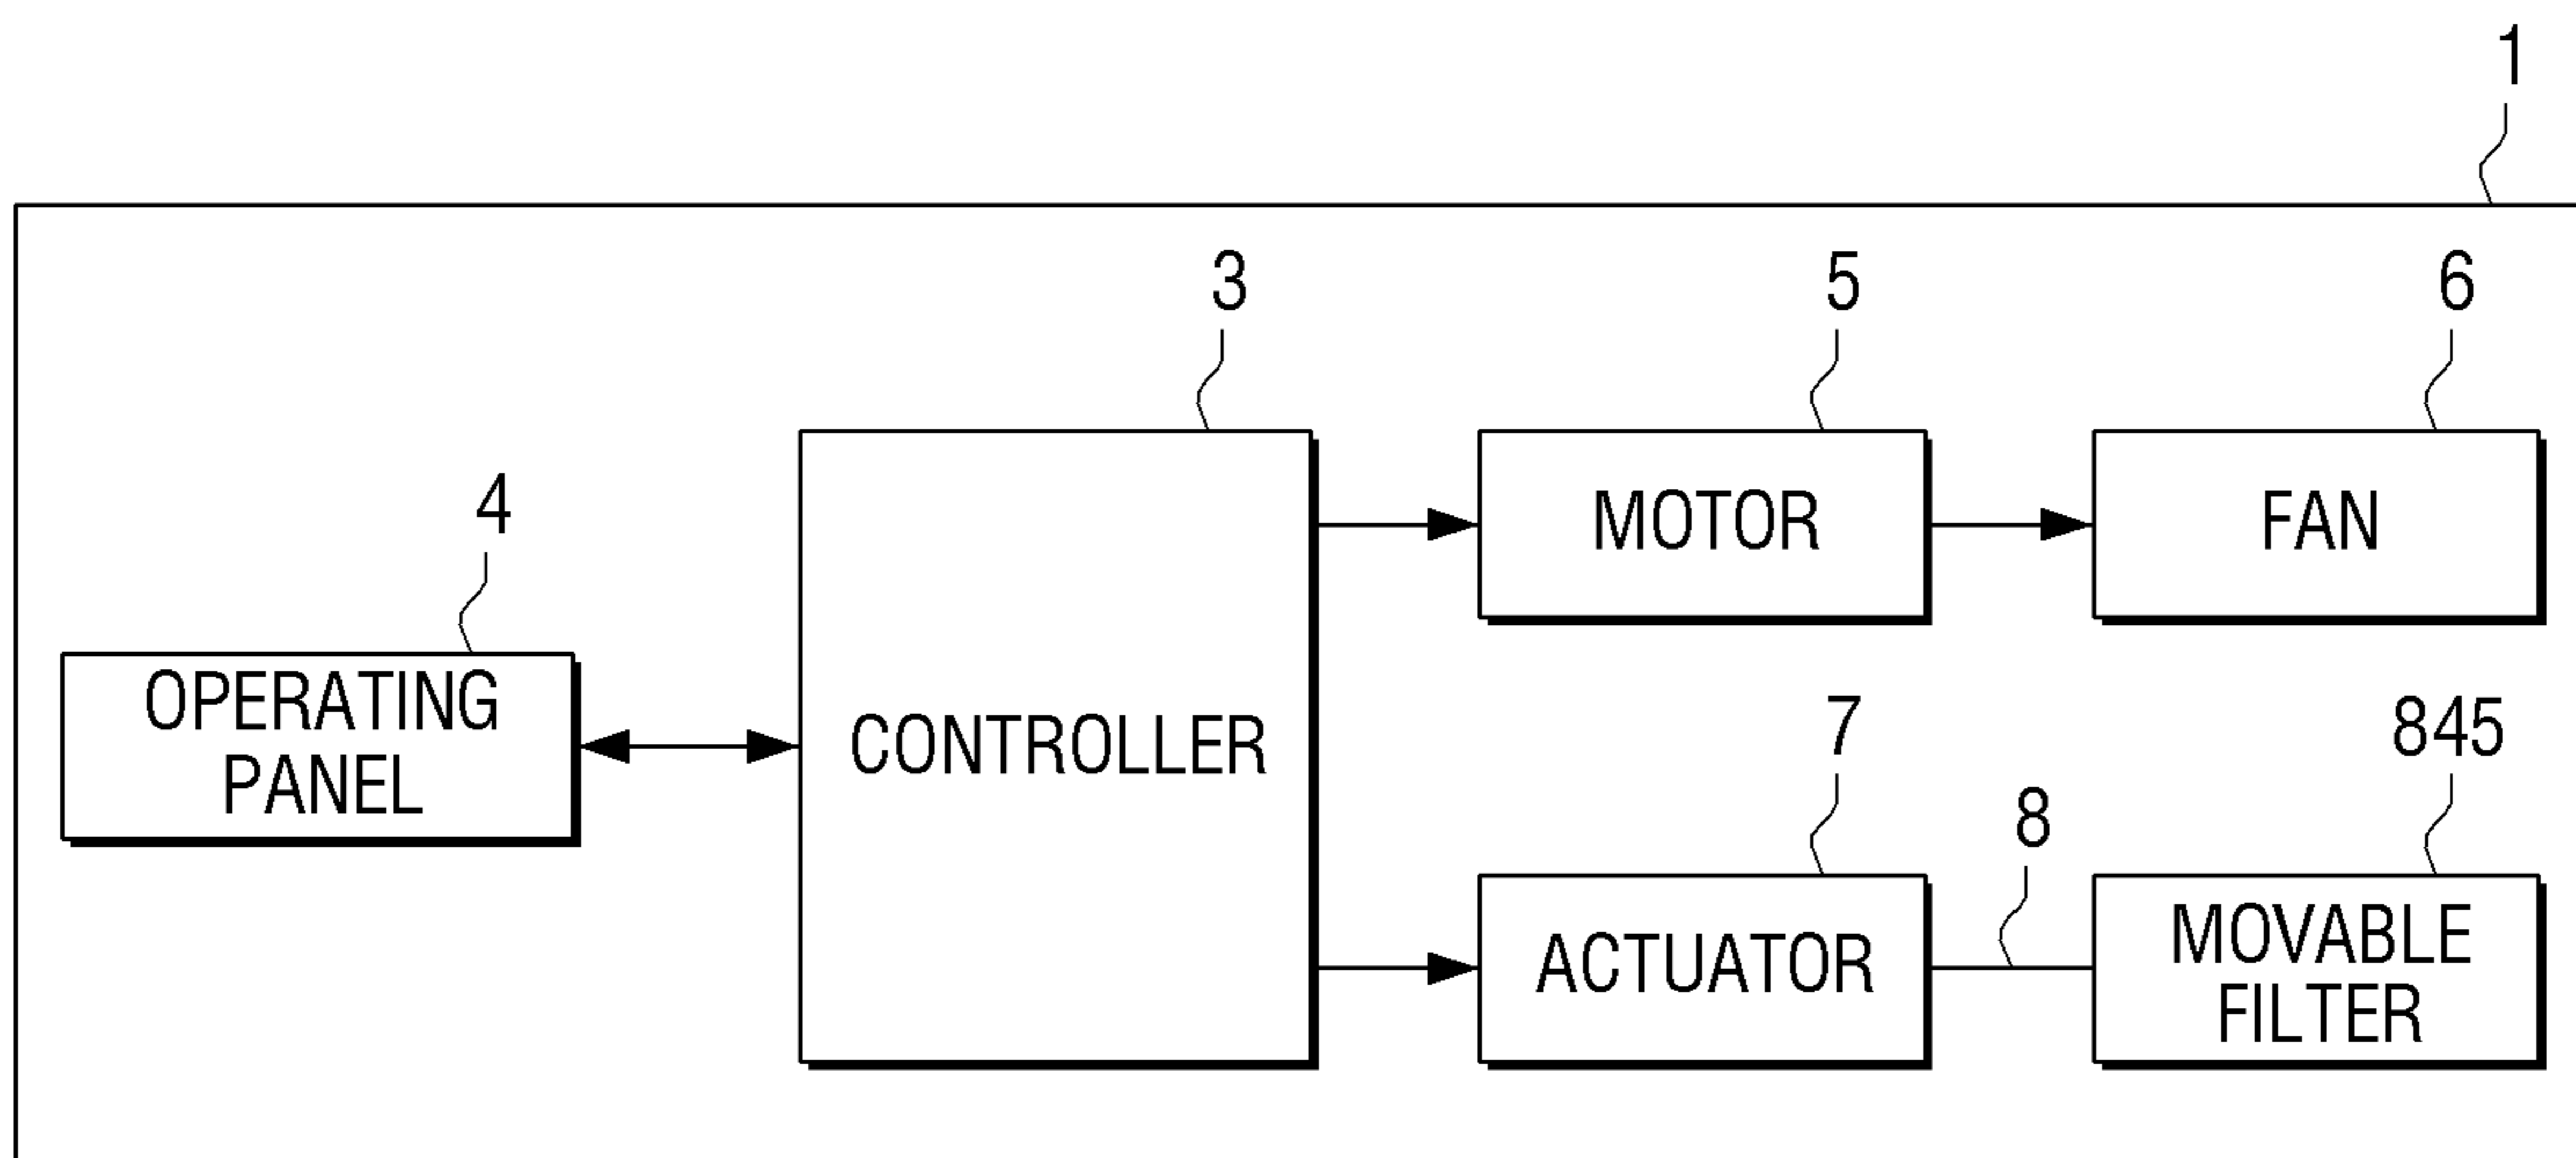 1
3
5
6
4
MOTOR
FAN
OPERATING
PANEL
CONTROLLER
7
8
845
ACTUATOR
MOVABLE
FILTER